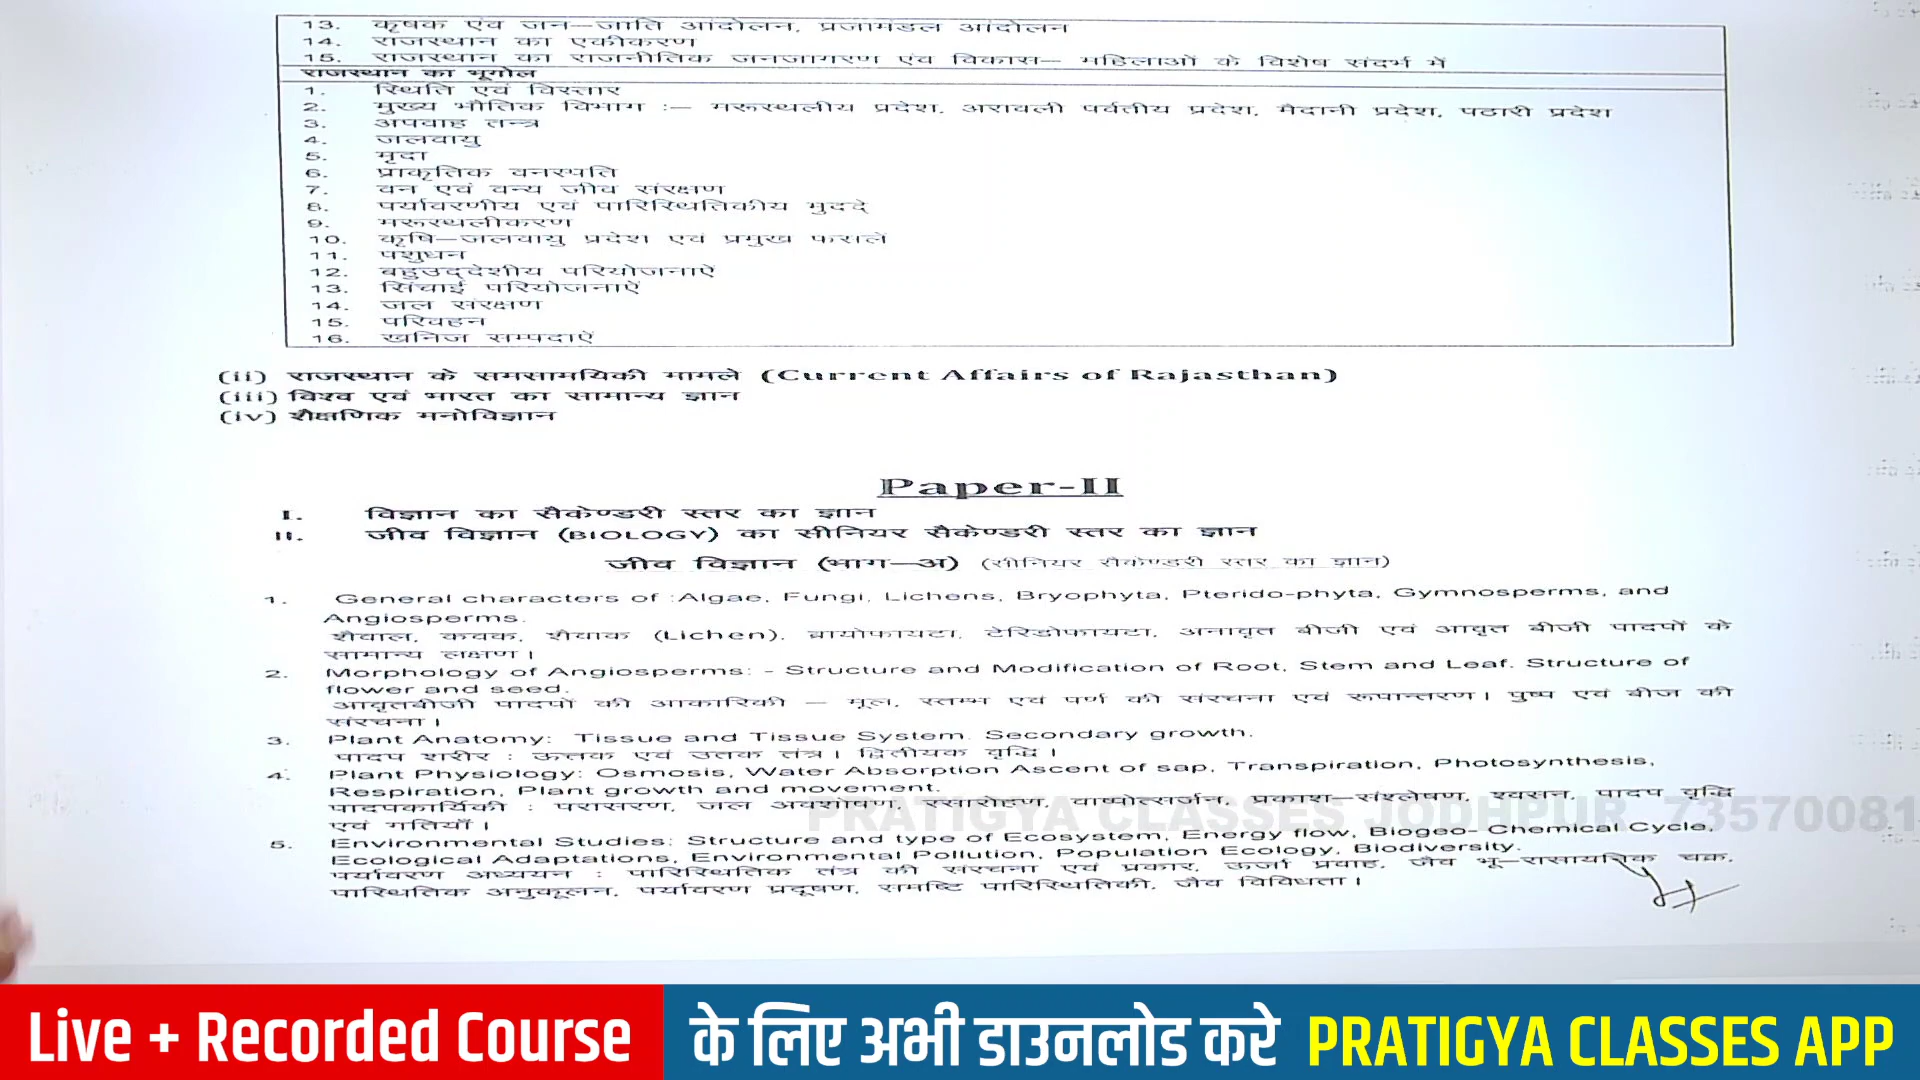 13. कृषक एवं जन–जाति आंदोलन, प्रजामंडल आंदोलन
14. राजस्थान का एकीकरण
15. राजस्थान का राजनीतिक जनजागरण एवं विकास– महिलाओं के विशेष संदर्भ में
राजस्थान का भूगोल
1. स्थिति एवं विस्तार
2. मुख्य भौतिक विभाग :– मरूस्थलीय प्रदेश, अरावली पर्वतीय प्रदेश, मैदानी प्रदेश, पठारी प्रदेश
3. अपवाह तन्त्र
4. जलवायु
5. मृदा
6. प्राकृतिक वनस्पति
7. वन एवं वन्य जीव संरक्षण
8. पर्यावरणीय एवं पारिस्थितिकीय मुददे
9. मरूस्थलीकरण
10. कृषि–जलवायु प्रदेश एवं प्रमुख फसलें
11. पशुधन
12. बहुउद्देशीय परियोजनाऐं
13. सिंचाई परियोजनाऐं
14. जल संरक्षण
15. परिवहन
16. खनिज सम्पदाऐं
(ii) राजस्थान के समसामयिकी मामले (Current Affairs of Rajasthan)
(iii) विश्व एवं भारत का सामान्य ज्ञान
(iv) शैक्षणिक मनोविज्ञान
Paper-II
I. विज्ञान का सैकेण्डरी स्तर का ज्ञान
II. जीव विज्ञान (BIOLOGY) का सीनियर सैकेण्डरी स्तर का ज्ञान
जीव विज्ञान (भाग–अ) (सीनियर सैकेण्डरी स्तर का ज्ञान)
1. General characters of :Algae, Fungi, Lichens, Bryophyta, Pterido-phyta, Gymnosperms, and
Angiosperms.
शैवाल, कवक, शैवाक (Lichen), ब्रायोफायटा, टेरिडोफायटा, अनावृत बीजी एवं आवृत बीजी पादपों के
सामान्य लक्षण।
2. Morphology of Angiosperms: - Structure and Modification of Root, Stem and Leaf. Structure of
flower and seed.
आवृतबीजी पादपों की आकारिकी – मूल, स्तम्भ एवं पर्ण की संरचना एवं रूपान्तरण। पुष्प एवं बीज की
संरचना।
3. Plant Anatomy: Tissue and Tissue System. Secondary growth.
पादप शरीर : ऊत्तक एवं उतक तंत्र। द्वितीयक वृद्धि।
4. Plant Physiology: Osmosis, Water Absorption Ascent of sap, Transpiration, Photosynthesis,
Respiration, Plant growth and movement.
पादपकार्यिकी : परासरण, जल अवशोषण, रसारोहण, वाष्पोत्सर्जन, प्रकाश–संश्लेषण, श्वसन, पादप वृद्धि
एवं गतियाँ।
PRATIGYA CLASSES JODHPUR 73570081
5. Environmental Studies: Structure and type of Ecosystem, Energy flow, Biogeo- Chemical Cycle,
Ecological Adaptations, Environmental Pollution, Population Ecology, Biodiversity.
पर्यावरण अध्ययन : पारिस्थितिक तंत्र की संरचना एवं प्रकार, ऊर्जा प्रवाह, जैव भू–रासायनिक चक्र,
पारिस्थतिक अनुकूलन, पर्यावरण प्रदूषण, समष्टि पारिस्थितिकी, जैव विविधता।
Live + Recorded Course के लिए अभी डाउनलोड करे PRATIGYA CLASSES APP